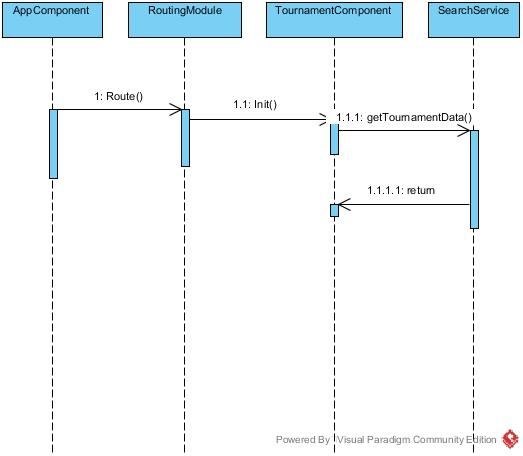 AppComponent
RoutingModule
TournamentComponent
SearchService
1: Route()
1.1: Init()
1.1.1: getTournamentData()
1.1.1.1: return
Powered By Visual Paradigm Community Edition